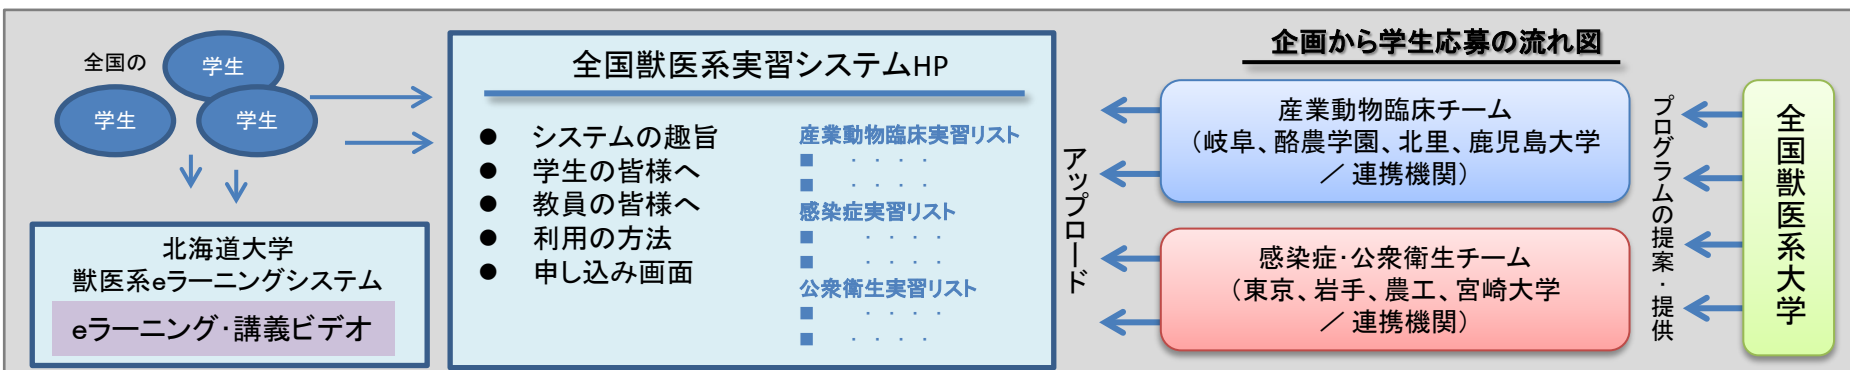 企画から学生応募の流れ図
全国の
学生
学生
学生
北海道大学
獣医系eラーニングシステム
eラーニング・講義ビデオ
全国獣医系実習システムHP
● システムの趣旨
● 学生の皆様へ
● 教員の皆様へ
● 利用の方法
● 申し込み画面
産業動物臨床実習リスト
■ ・・・・
■ ・・・・
感染症実習リスト
■ ・・・・
■ ・・・・
公衆衛生実習リスト
■ ・・・・
■ ・・・・
アップロード
産業動物臨床チーム
(岐阜、酪農学園、北里、鹿児島大学
/ 連携機関)
感染症・公衆衛生チーム
(東京、岩手、農工、宮崎大学
/ 連携機関)
プログラムの提案・提供
全国獣医系大学